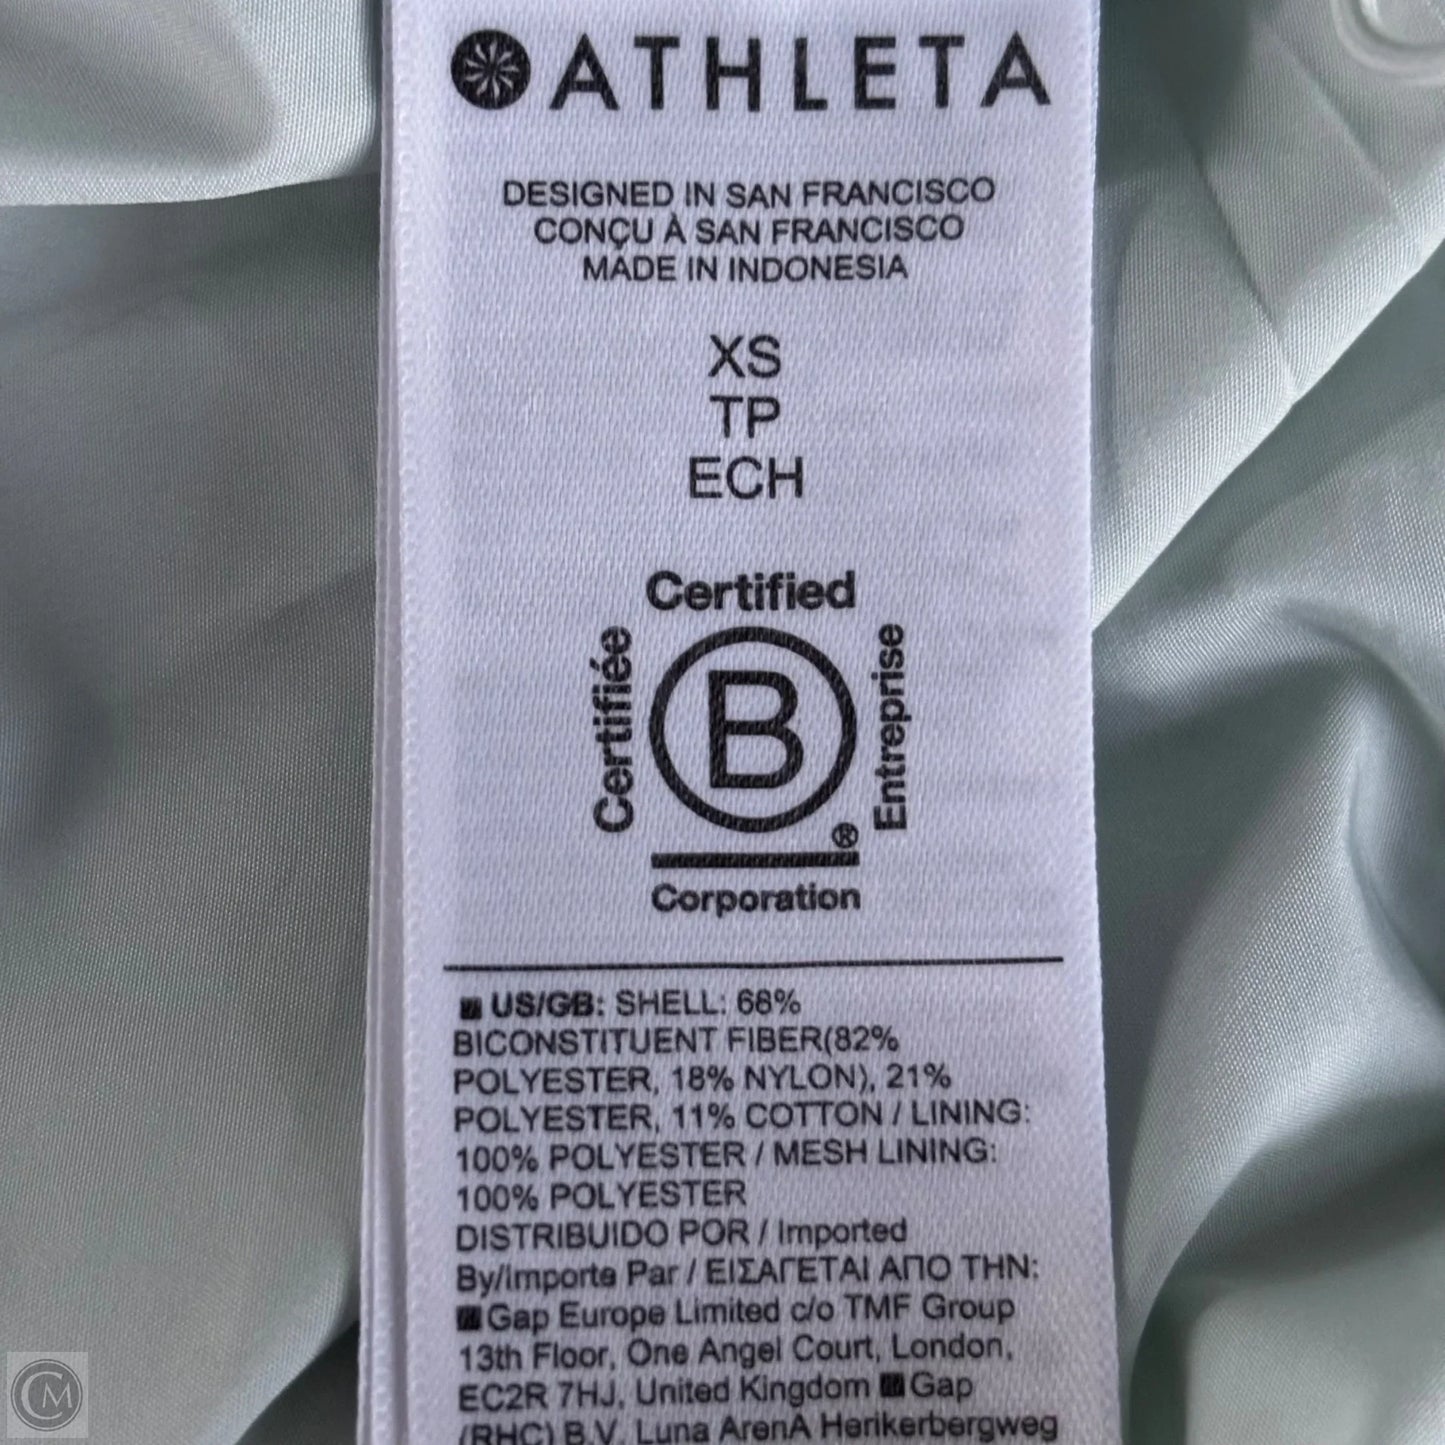 ATHLETA
DESIGNED IN SAN FRANCISCO
CONÇU À SAN FRANCISCO
MADE IN INDONESIA
XS
TP
ECH
Certified
Certifiée
B
Entreprise
®
Corporation
US/GB: SHELL: 68%
BICONSTITUENT FIBER(82%
POLYESTER, 18% NYLON), 21%
POLYESTER, 11% COTTON / LINING:
100% POLYESTER / MESH LINING:
100% POLYESTER
DISTRIBUIDO POR / Imported
By/Importe Par / ΕΙΣΑΓΕΤΑΙ ΑΠΟ ΤΗΝ:
Gap Europe Limited c/o TMF Group
13th Floor, One Angel Court, London,
EC2R 7HJ, United Kingdom Gap
(RHC) B.V. Luna ArenA Herikerbergweg
CM